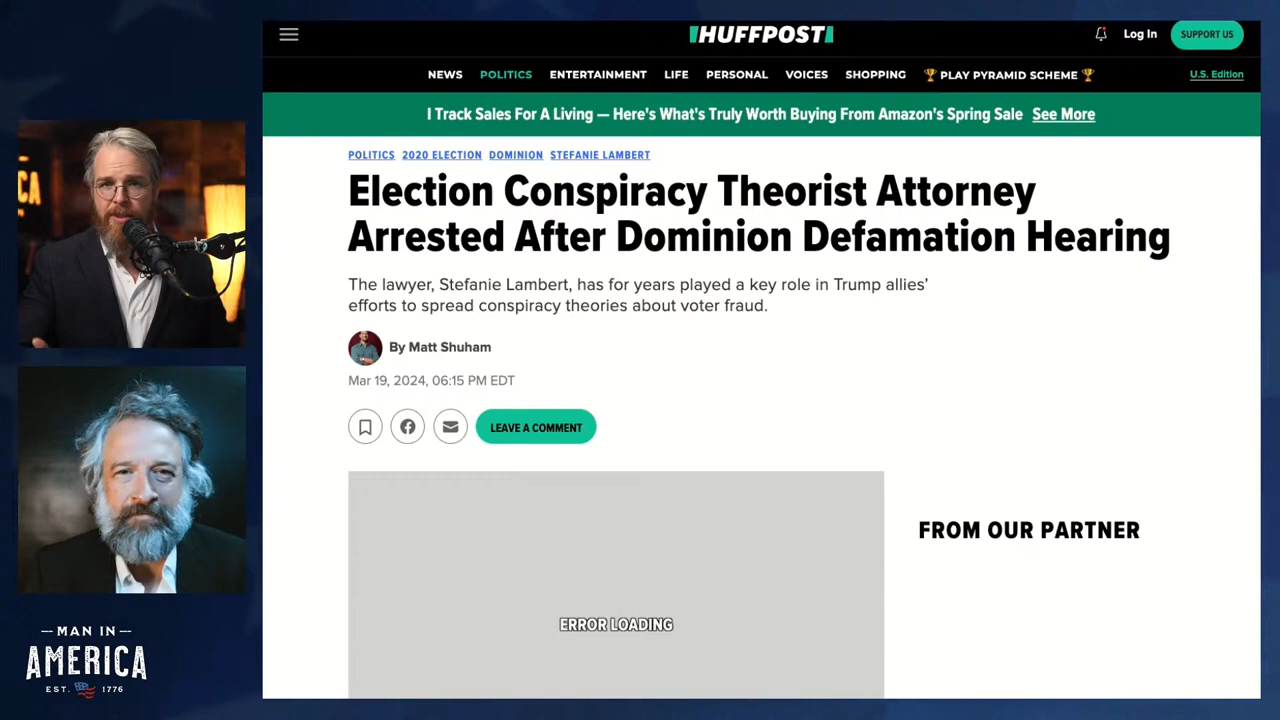 HUFFPOST
Log In
SUPPORT US
NEWS POLITICS ENTERTAINMENT LIFE PERSONAL VOICES SHOPPING 🏆 PLAY PYRAMID SCHEME 🏆
U.S. Edition
I Track Sales For A Living — Here's What's Truly Worth Buying From Amazon's Spring Sale See More
POLITICS 2020 ELECTION DOMINION STEFANIE LAMBERT
Election Conspiracy Theorist Attorney
Arrested After Dominion Defamation Hearing
The lawyer, Stefanie Lambert, has for years played a key role in Trump allies'
efforts to spread conspiracy theories about voter fraud.
By Matt Shuham
Mar 19, 2024, 06:15 PM EDT
LEAVE A COMMENT
FROM OUR PARTNER
ERROR LOADING
MAN IN
AMERICA
EST. 1776